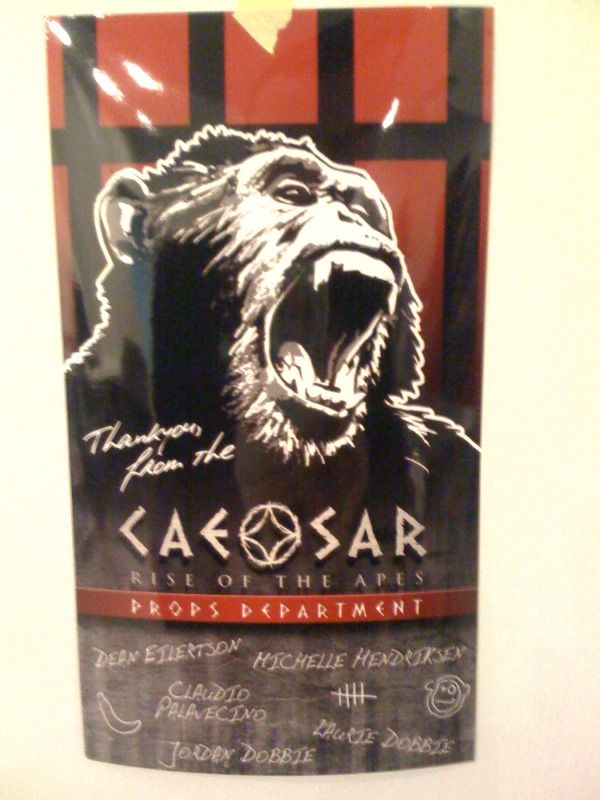 Thankyou,
from the
CAESAR
RISE OF THE APES
PROPS DEPARTMENT
DEAN EILERTSON
MICHELLE HENDRIKSEN
CLAUDIO
PALAVECINO
LAURIE DOBBIE
JORDAN DOBBIE